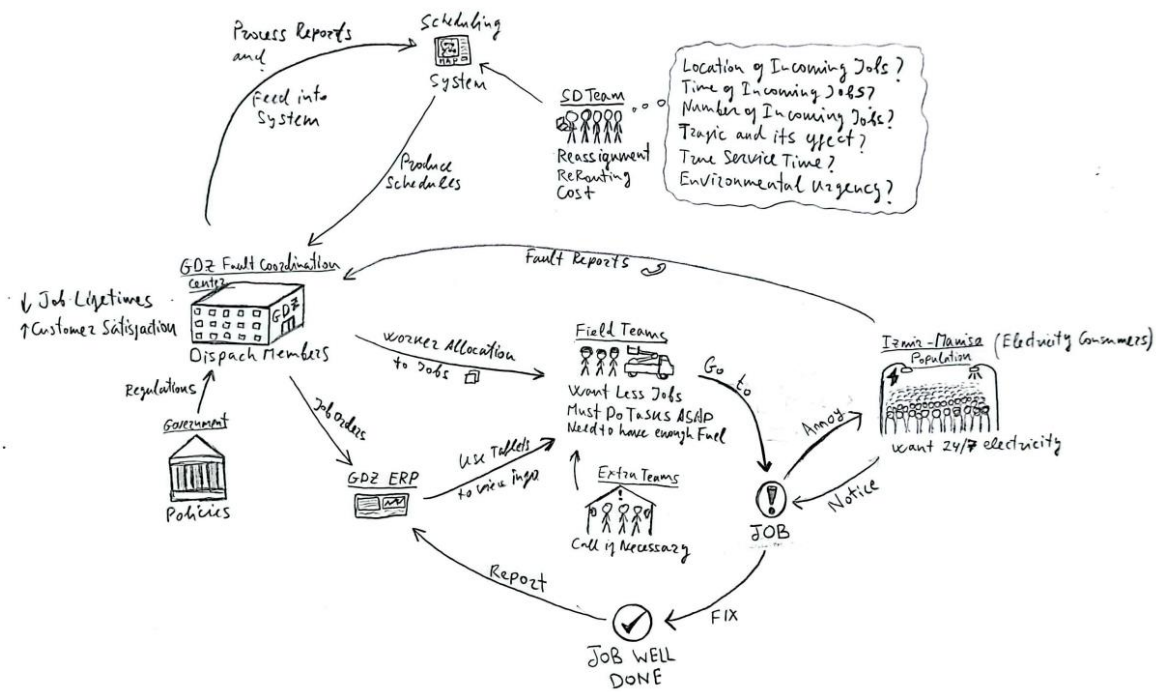 Process Reports
and
Feed into
System
Scheduling
MAP
System
Produce
Schedules
SD Team
Reassignment
ReRouting
Cost
Location of Incoming Jobs?
Time of Incoming Jobs?
Number of Incoming Jobs?
Trafic and its effect?
True Service Time?
Environmental Urgency?
Fault Reports
GDZ Fault Coordination
Center
GDZ
↓ Job Lifetimes
↑ Customer Satisfaction
Dispach Members
Regulations
Government
Policies
Job Orders
GDZ ERP
Worker Allocation
to Jobs
Use Tablets
to view info
Field Teams
Want Less Jobs
Must Do Tasks ASAP
Need to have enough Fuel
Extra Teams
!
Call if Necessary
Go to
!
JOB
Annoy
Notice
Izmir-Manisa (Electricity Consumers)
Population
want 24/7 electricity
FIX
JOB WELL
DONE
Report